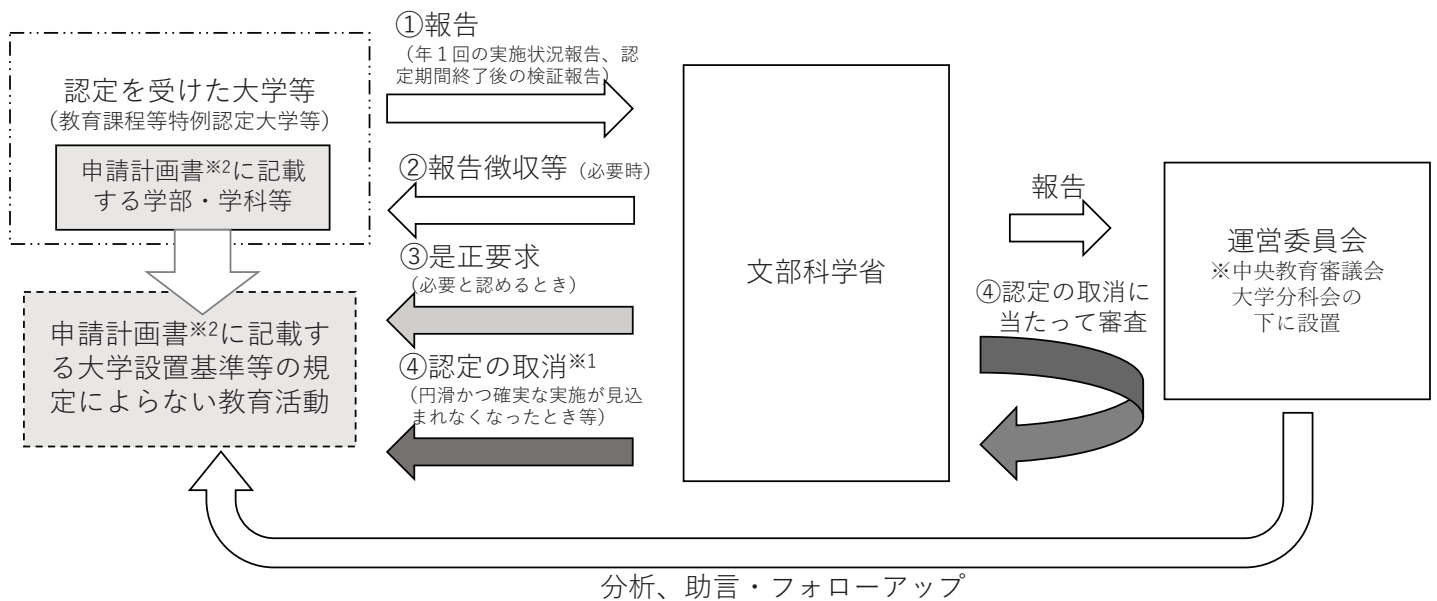 ①報告
（年１回の実施状況報告、認
定期間終了後の検証報告）
認定を受けた大学等
（教育課程等特例認定大学等）
申請計画書※2に記載
する学部・学科等
②報告徴収等（必要時）
③是正要求
（必要と認めるとき）
申請計画書※2に記載す
る大学設置基準等の規
定によらない教育活動
④認定の取消※1
（円滑かつ確実な実施が見込
まれなくなったとき等）
文部科学省
報告
④認定の取消に
当たって審査
運営委員会
※中央教育審議会
大学分科会の
下に設置
分析、助言・フォローアップ